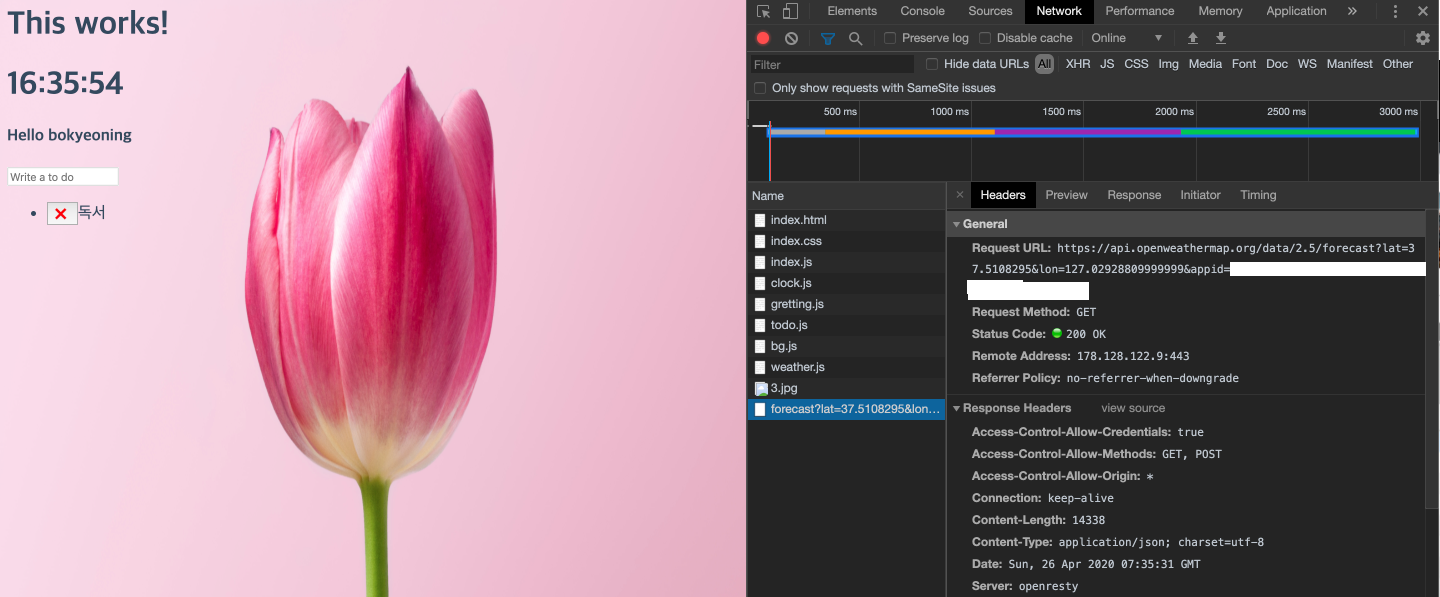 This works!
16:35:54
Hello bokyeoning
Write a to do
독서
Elements Console Sources Network Performance Memory Application
Preserve log Disable cache Online
Filter Hide data URLs All XHR JS CSS Img Media Font Doc WS Manifest Other
Only show requests with SameSite issues
500 ms 1000 ms 1500 ms 2000 ms 2500 ms 3000 ms
Name
index.html
index.css
index.js
clock.js
gretting.js
todo.js
bg.js
weather.js
3.jpg
forecast?lat=37.5108295&lon...
Headers Preview Response Initiator Timing
General
Request URL: https://api.openweathermap.org/data/2.5/forecast?lat=3
7.5108295&lon=127.02928809999999&appid=
Request Method: GET
Status Code: 200 OK
Remote Address: 178.128.122.9:443
Referrer Policy: no-referrer-when-downgrade
Response Headers view source
Access-Control-Allow-Credentials: true
Access-Control-Allow-Methods: GET, POST
Access-Control-Allow-Origin: *
Connection: keep-alive
Content-Length: 14338
Content-Type: application/json; charset=utf-8
Date: Sun, 26 Apr 2020 07:35:31 GMT
Server: openresty